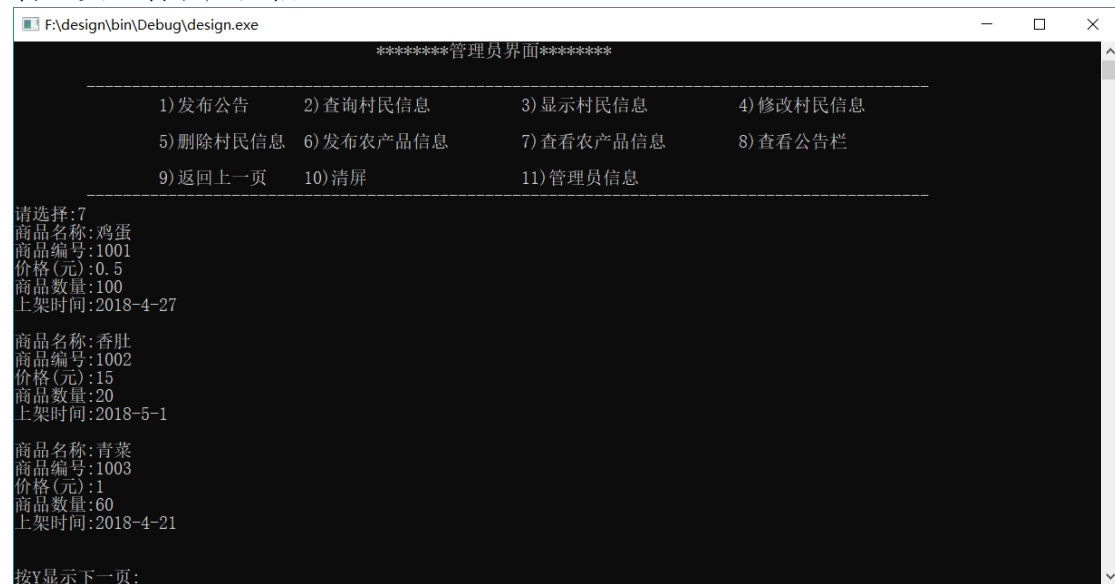 F:\design\bin\Debug\design.exe
********管理员界面********
1)发布公告 2)查询村民信息 3)显示村民信息 4)修改村民信息
5)删除村民信息 6)发布农产品信息 7)查看农产品信息 8)查看公告栏
9)返回上一页 10)清屏 11)管理员信息
请选择:7
商品名称:鸡蛋
商品编号:1001
价格(元):0.5
商品数量:100
上架时间:2018-4-27
商品名称:香肚
商品编号:1002
价格(元):15
商品数量:20
上架时间:2018-5-1
商品名称:青菜
商品编号:1003
价格(元):1
商品数量:60
上架时间:2018-4-21
按Y显示下一页: